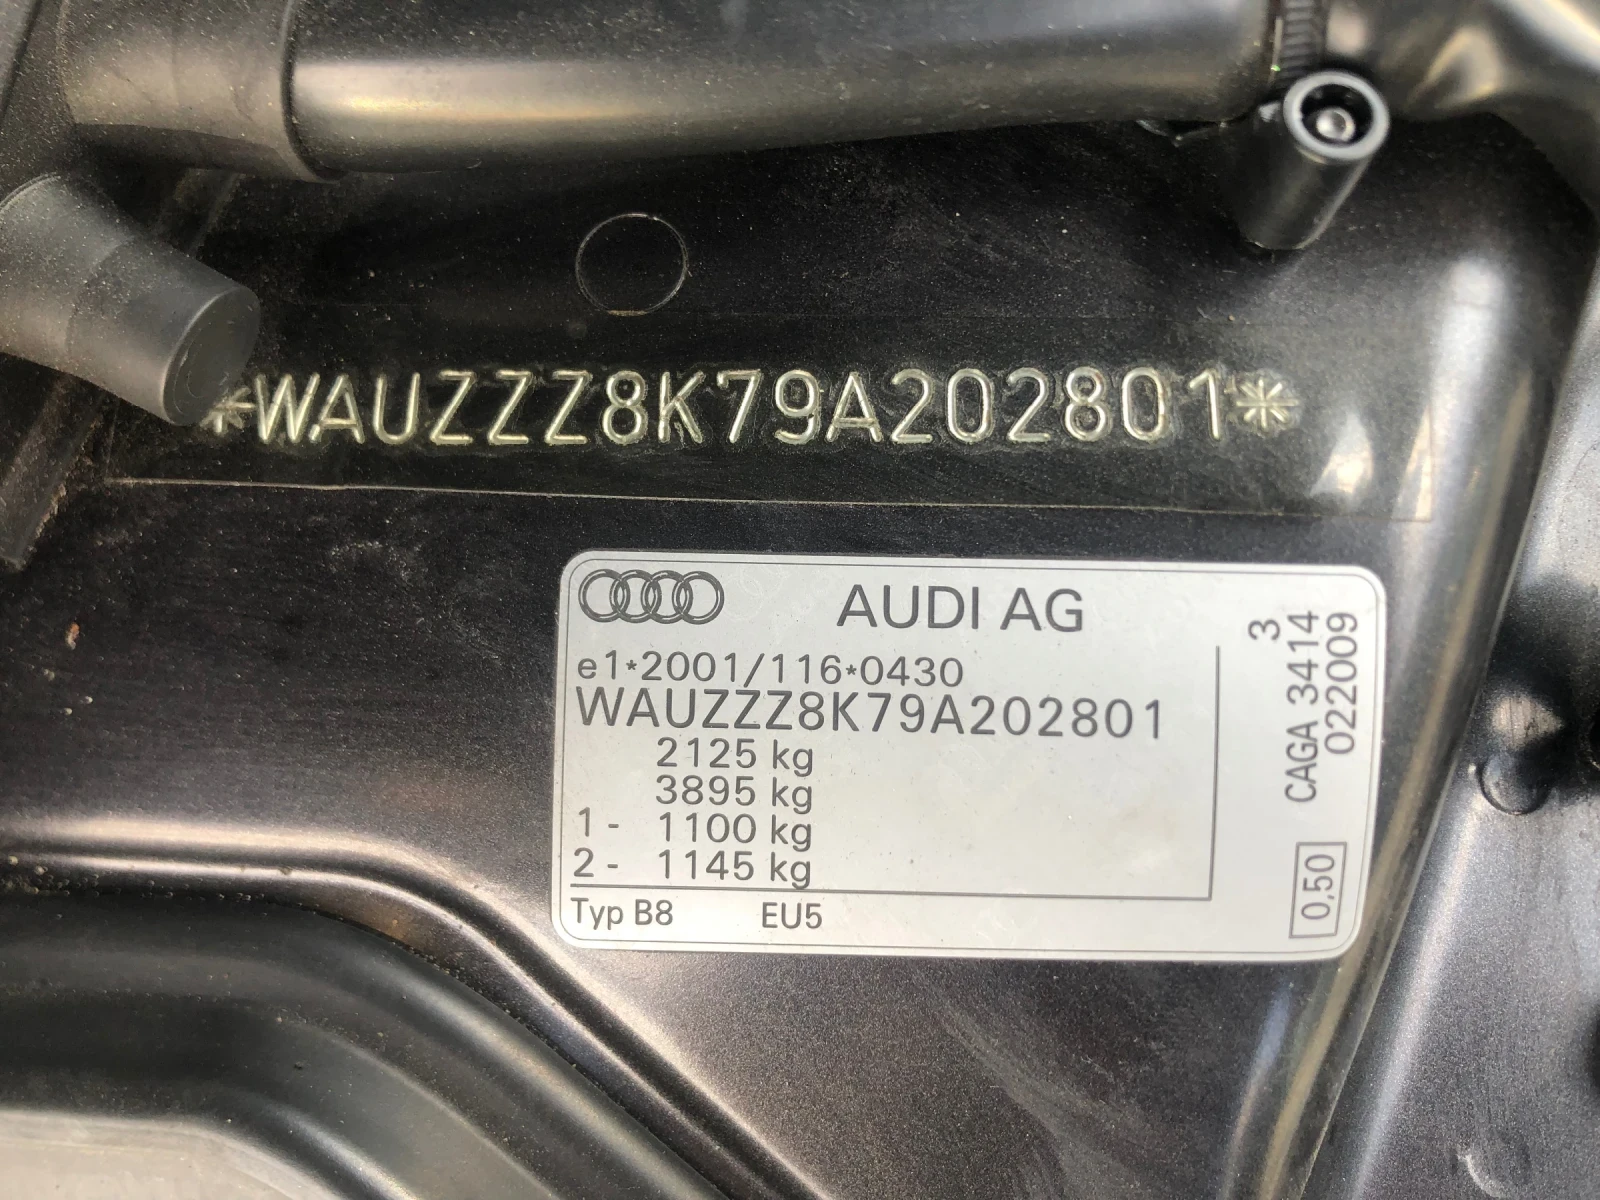 *WAUZZZ8K79A202801*
AUDI AG
e1*2001/116*0430
WAUZZZ8K79A202801
2125 kg
3895 kg
1- 1100 kg
2- 1145 kg
Typ B8 EU5
3
CAGA 3414
022009
0,50